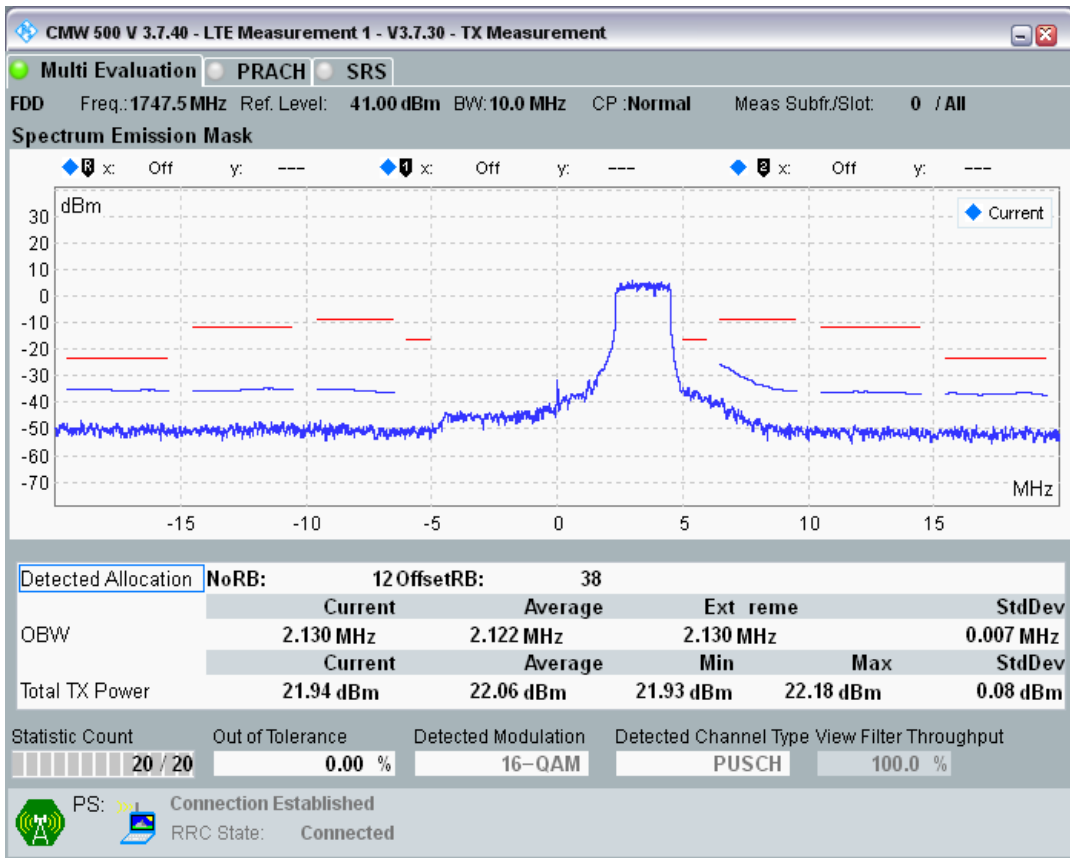 CMW 500 V 3.7.40 - LTE Measurement 1 - V3.7.30 - TX Measurement
Multi Evaluation PRACH SRS
FDD Freq.: 1747.5 MHz Ref. Level: 41.00 dBm BW: 10.0 MHz CP : Normal Meas Subfr./Slot: 0 / All
Spectrum Emission Mask
R x: Off y: --- 1 x: Off y: --- 2 x: Off y: ---
dBm
Current
30
20
10
0
-10
-20
-30
-40
-50
-60
-70
MHz
-15 -10 -5 0 5 10 15
Detected Allocation NoRB: 12 OffsetRB: 38
Current Average Ext reme StdDev
OBW 2.130 MHz 2.122 MHz 2.130 MHz 0.007 MHz
Current Average Min Max StdDev
Total TX Power 21.94 dBm 22.06 dBm 21.93 dBm 22.18 dBm 0.08 dBm
Statistic Count Out of Tolerance Detected Modulation Detected Channel Type View Filter Throughput
20 / 20 0.00 % 16-QAM PUSCH 100.0 %
PS: Connection Established
RRC State: Connected